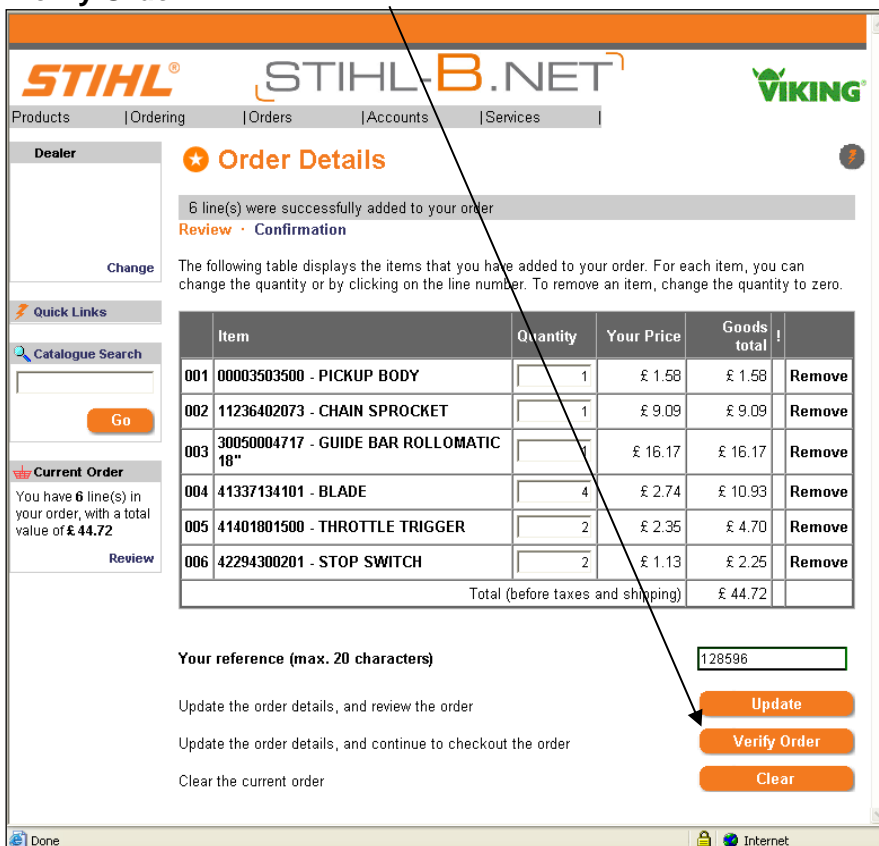 STIHL® STIHL-B.NET VIKING®
Products |Ordering |Orders |Accounts |Services |
Dealer
Change
Quick Links
Catalogue Search
Go
Current Order
You have 6 line(s) in
your order, with a total
value of £ 44.72
Review
Order Details
6 line(s) were successfully added to your order
Review · Confirmation
The following table displays the items that you have added to your order. For each item, you can
change the quantity or by clicking on the line number. To remove an item, change the quantity to zero.
Item Quantity Your Price Goods total !
001 00003503500 - PICKUP BODY 1 £ 1.58 £ 1.58 Remove
002 11236402073 - CHAIN SPROCKET 1 £ 9.09 £ 9.09 Remove
003 30050004717 - GUIDE BAR ROLLOMATIC 18" 1 £ 16.17 £ 16.17 Remove
004 41337134101 - BLADE 4 £ 2.74 £ 10.93 Remove
005 41401801500 - THROTTLE TRIGGER 2 £ 2.35 £ 4.70 Remove
006 42294300201 - STOP SWITCH 2 £ 1.13 £ 2.25 Remove
Total (before taxes and shipping) £ 44.72
Your reference (max. 20 characters) 128596
Update the order details, and review the order Update
Update the order details, and continue to checkout the order Verify Order
Clear the current order Clear
Done Internet